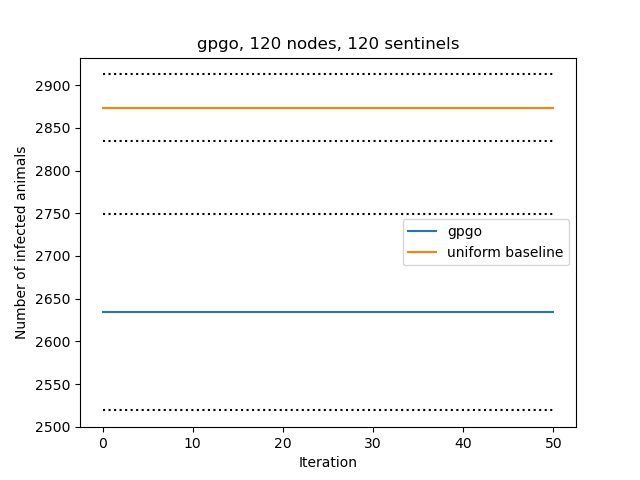 gpgo, 120 nodes, 120 sentinels
2900
2850
2800
2750
2700
2650
2600
2550
2500
Number of infected animals
gpgo
uniform baseline
0 10 20 30 40 50
Iteration